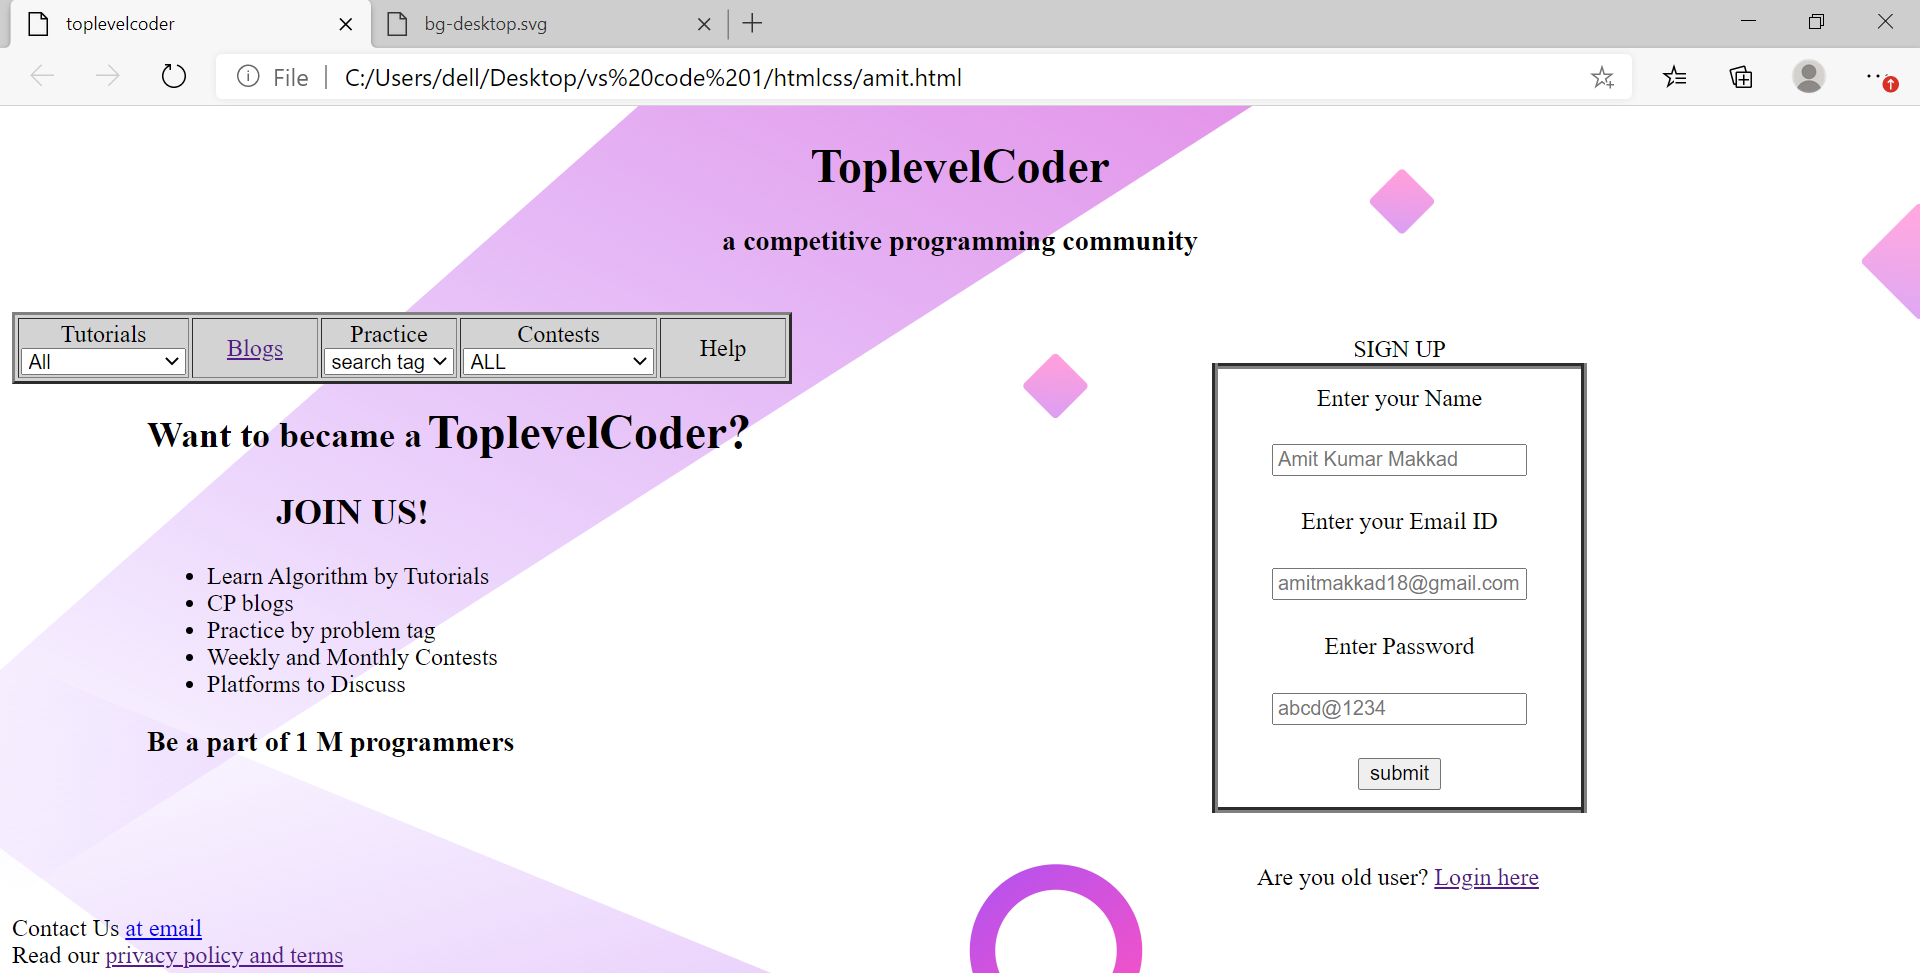 toplevelcoder
bg-desktop.svg
File
C:/Users/dell/Desktop/vs%20code%201/htmlcss/amit.html
ToplevelCoder
a competitive programming community
Tutorials Blogs Practice Contests Help
All search tag ALL
Want to became a ToplevelCoder?
JOIN US!
• Learn Algorithm by Tutorials
• CP blogs
• Practice by problem tag
• Weekly and Monthly Contests
• Platforms to Discuss
Be a part of 1 M programmers
SIGN UP
Enter your Name
Amit Kumar Makkad
Enter your Email ID
amitmakkad18@gmail.com
Enter Password
abcd@1234
submit
Are you old user? Login here
Contact Us at email
Read our privacy policy and terms